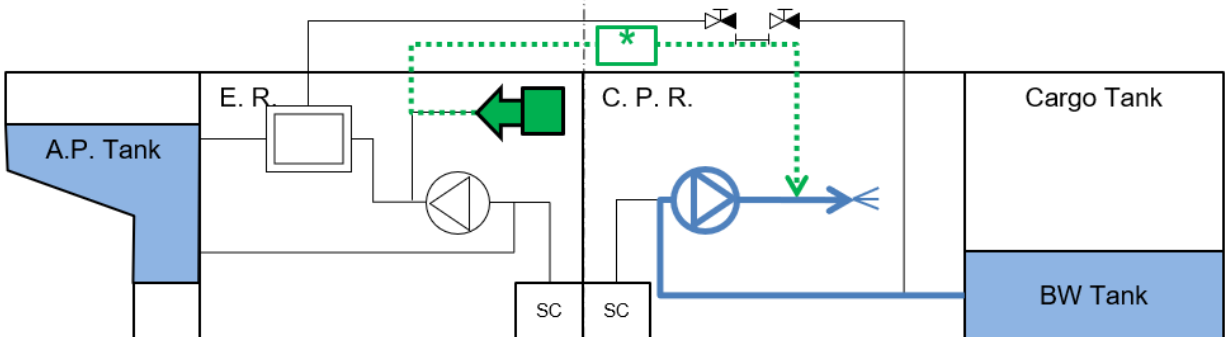 *
E. R.
C. P. R.
Cargo Tank
A.P. Tank
BW Tank
SC
SC